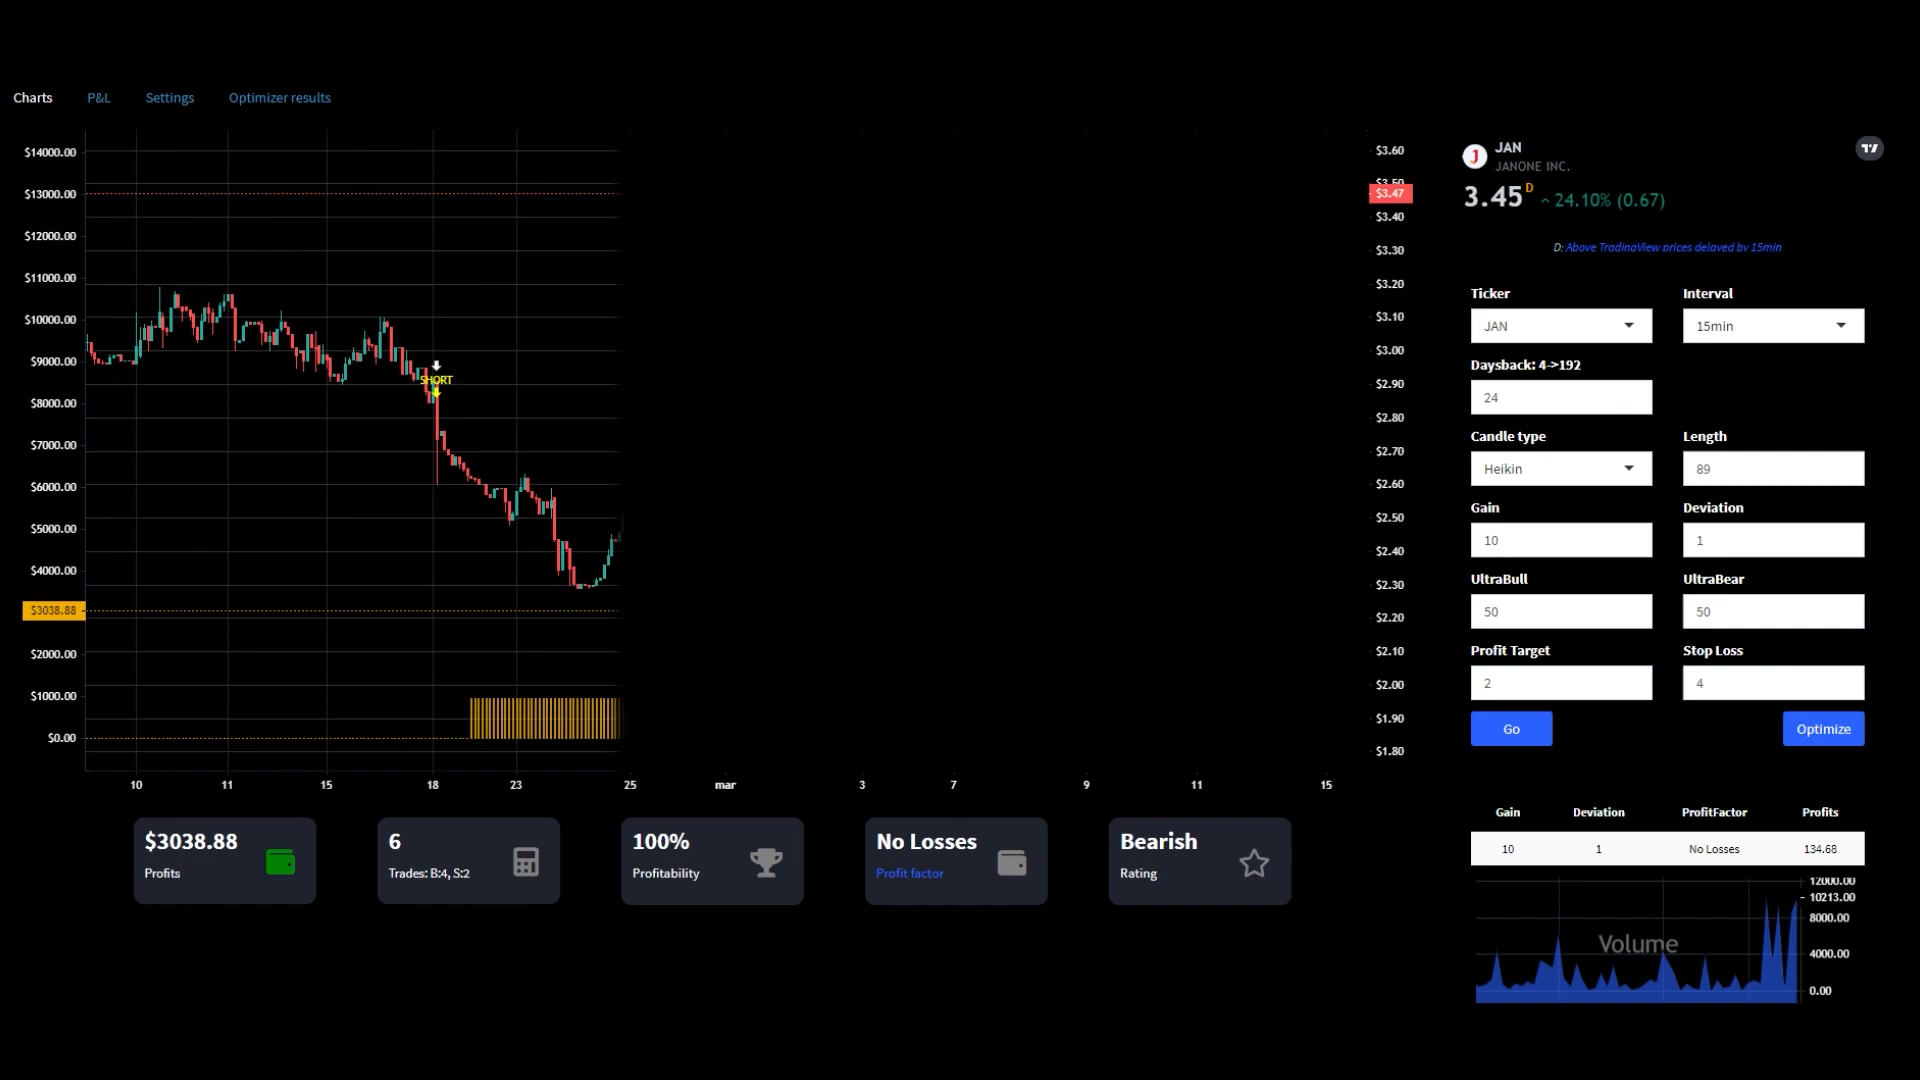 Charts P&L Settings Optimizer results
$14000.00
$13000.00
$12000.00
$11000.00
$10000.00
$9000.00
$8000.00
$7000.00
$6000.00
$5000.00
$4000.00
$3038.88
$2000.00
$1000.00
$0.00
SHORT
10 11 15 18 23 25 mar 3 7 9 11 15
$3.60
$3.50
$3.47
$3.40
$3.30
$3.20
$3.10
$3.00
$2.90
$2.80
$2.70
$2.60
$2.50
$2.40
$2.30
$2.20
$2.10
$2.00
$1.90
$1.80
J
JAN
JANONE INC.
3.45 D 24.10% (0.67)
D: Above TradingView prices delayed by 15min
Ticker Interval
JAN 15min
Daysback: 4->192
24
Candle type Length
Heikin 89
Gain Deviation
10 1
UltraBull UltraBear
50 50
Profit Target Stop Loss
2 4
Go Optimize
Gain Deviation ProfitFactor Profits
10 1 No Losses 134.68
12000.00
10213.00
8000.00
Volume
4000.00
0.00
$3038.88
Profits
6
Trades: B:4, S:2
100%
Profitability
No Losses
Profit factor
Bearish
Rating